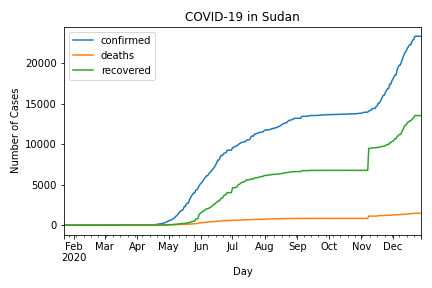 COVID-19 in Sudan
confirmed
deaths
recovered
Number of Cases
20000
15000
10000
5000
0
Feb Mar Apr May Jun Jul Aug Sep Oct Nov Dec
2020
Day